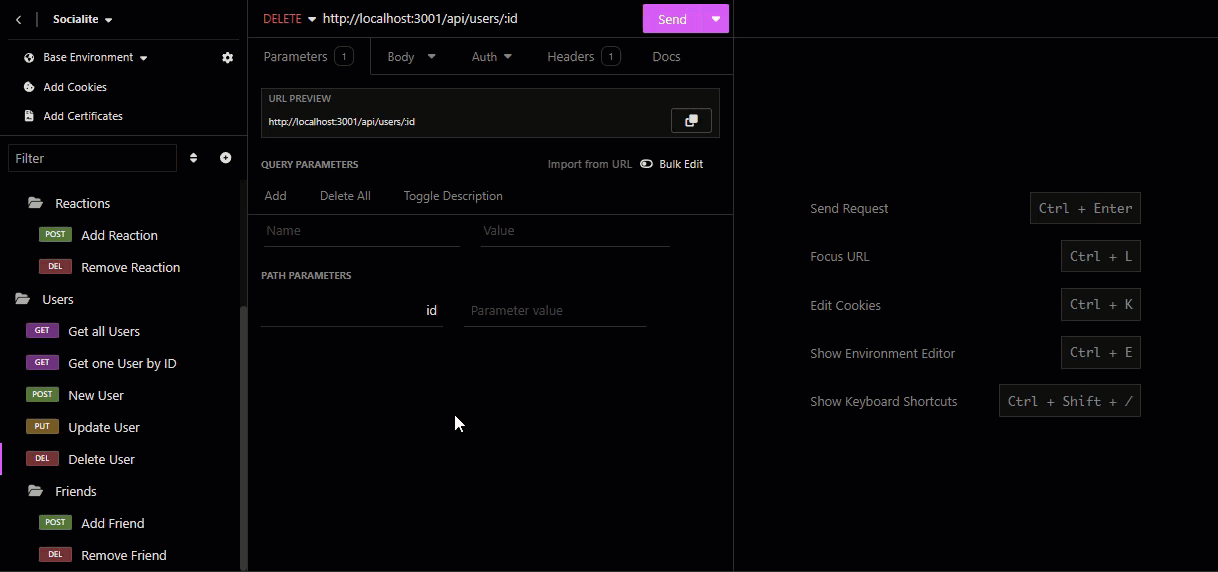 Socialite
Base Environment
Add Cookies
Add Certificates
Filter
Reactions
POST Add Reaction
DEL Remove Reaction
Users
GET Get all Users
GET Get one User by ID
POST New User
PUT Update User
DEL Delete User
Friends
POST Add Friend
DEL Remove Friend
DELETE http://localhost:3001/api/users/:id Send
Parameters 1 Body Auth Headers 1 Docs
URL PREVIEW
http://localhost:3001/api/users/:id
QUERY PARAMETERS Import from URL Bulk Edit
Add Delete All Toggle Description
Name Value
PATH PARAMETERS
id Parameter value
Send Request Ctrl + Enter
Focus URL Ctrl + L
Edit Cookies Ctrl + K
Show Environment Editor Ctrl + E
Show Keyboard Shortcuts Ctrl + Shift + /